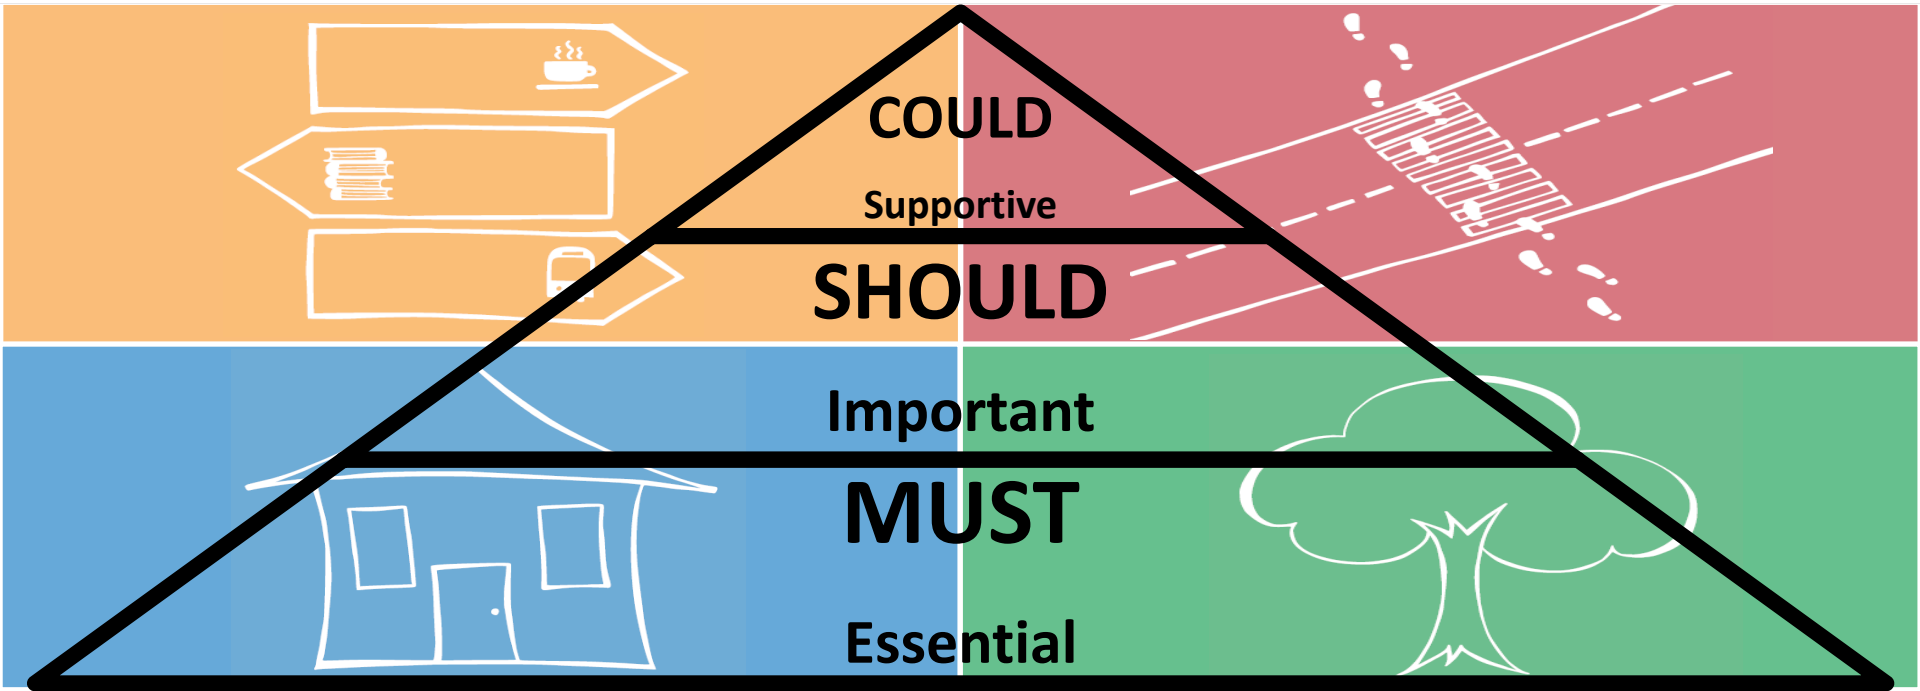 COULD
Supportive
SHOULD
Important
MUST
Essential